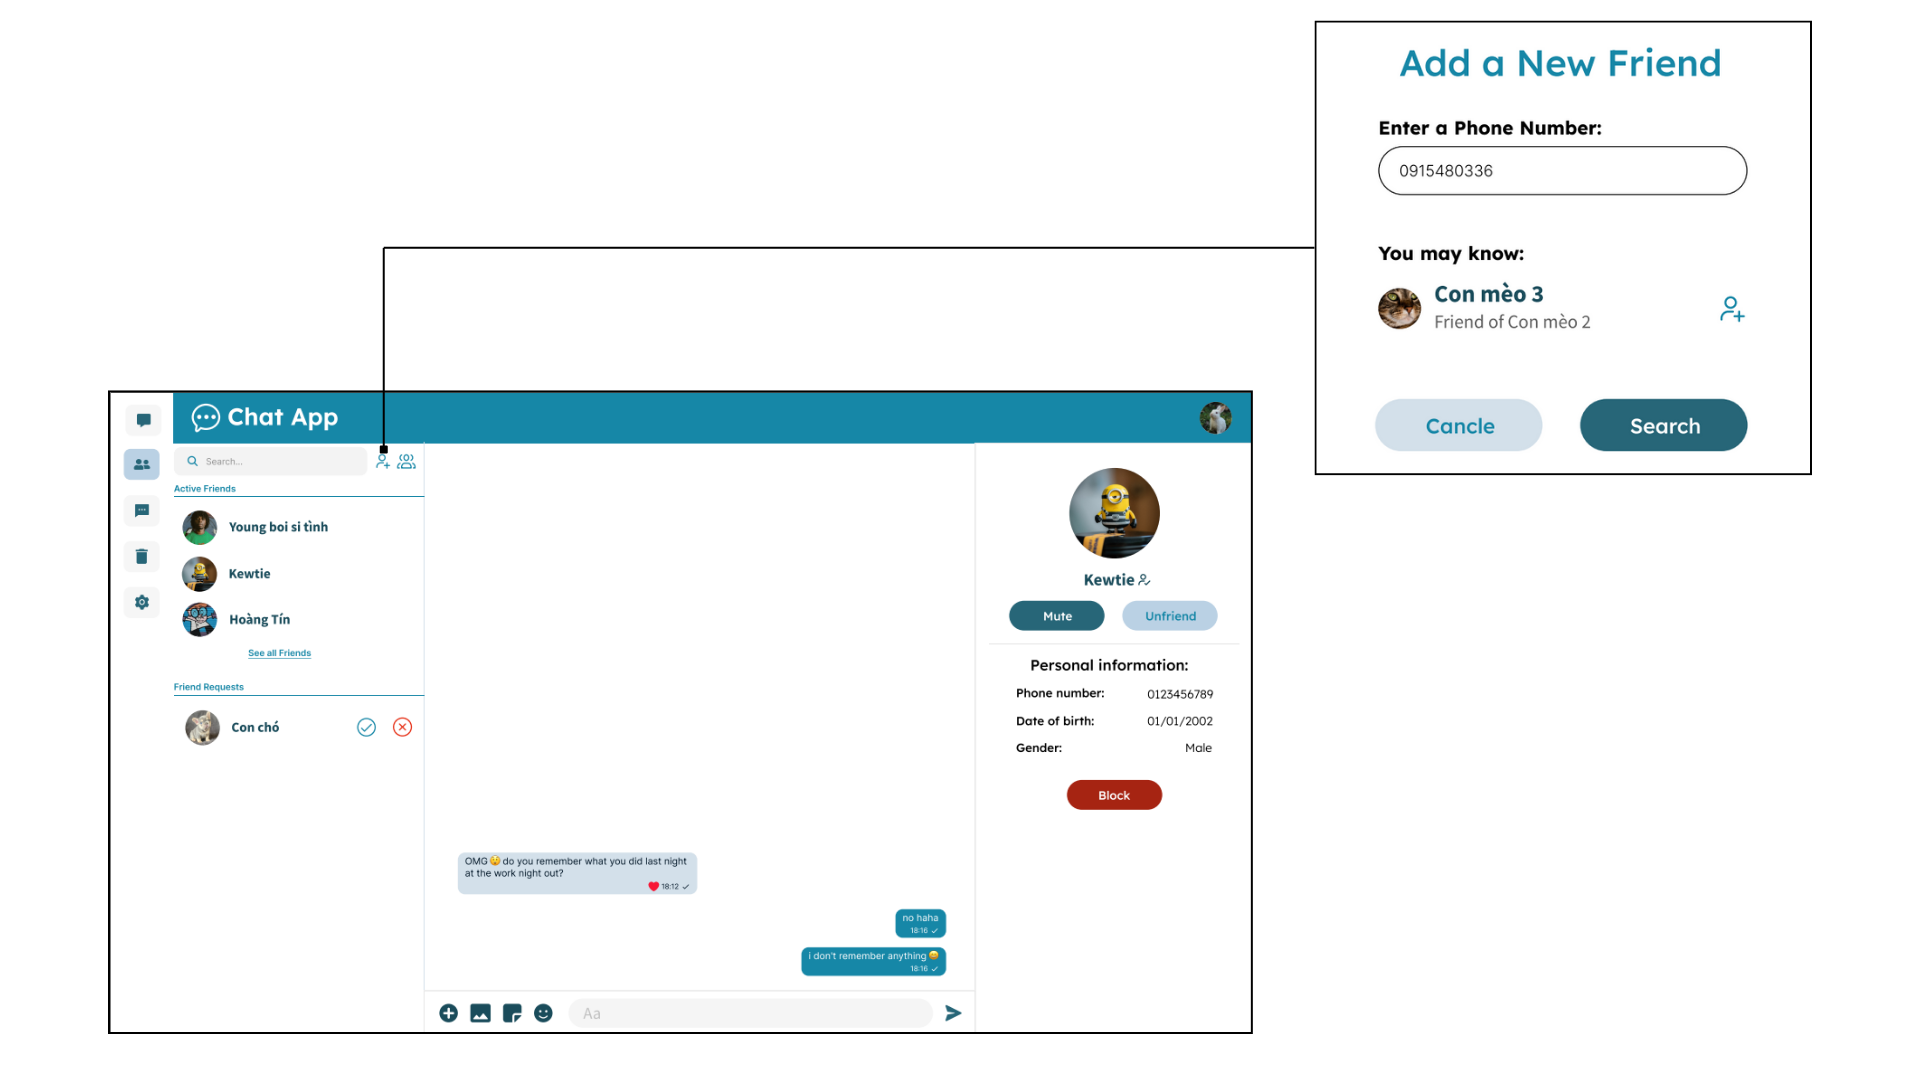 Add a New Friend
Enter a Phone Number:
0915480336
You may know:
Con mèo 3
Friend of Con mèo 2
Cancle
Search
Chat App
Search...
Active Friends
Young boi si tình
Kewtie
Hoàng Tín
See all Friends
Friend Requests
Con chó
OMG😯do you remember what you did last night
at the work night out?
❤️ 18:12 ✓
no haha
18:16 ✓
i don't remember anything 😄
18:16 ✓
Aa
Kewtie
Mute
Unfriend
Personal information:
Phone number: 0123456789
Date of birth: 01/01/2002
Gender: Male
Block